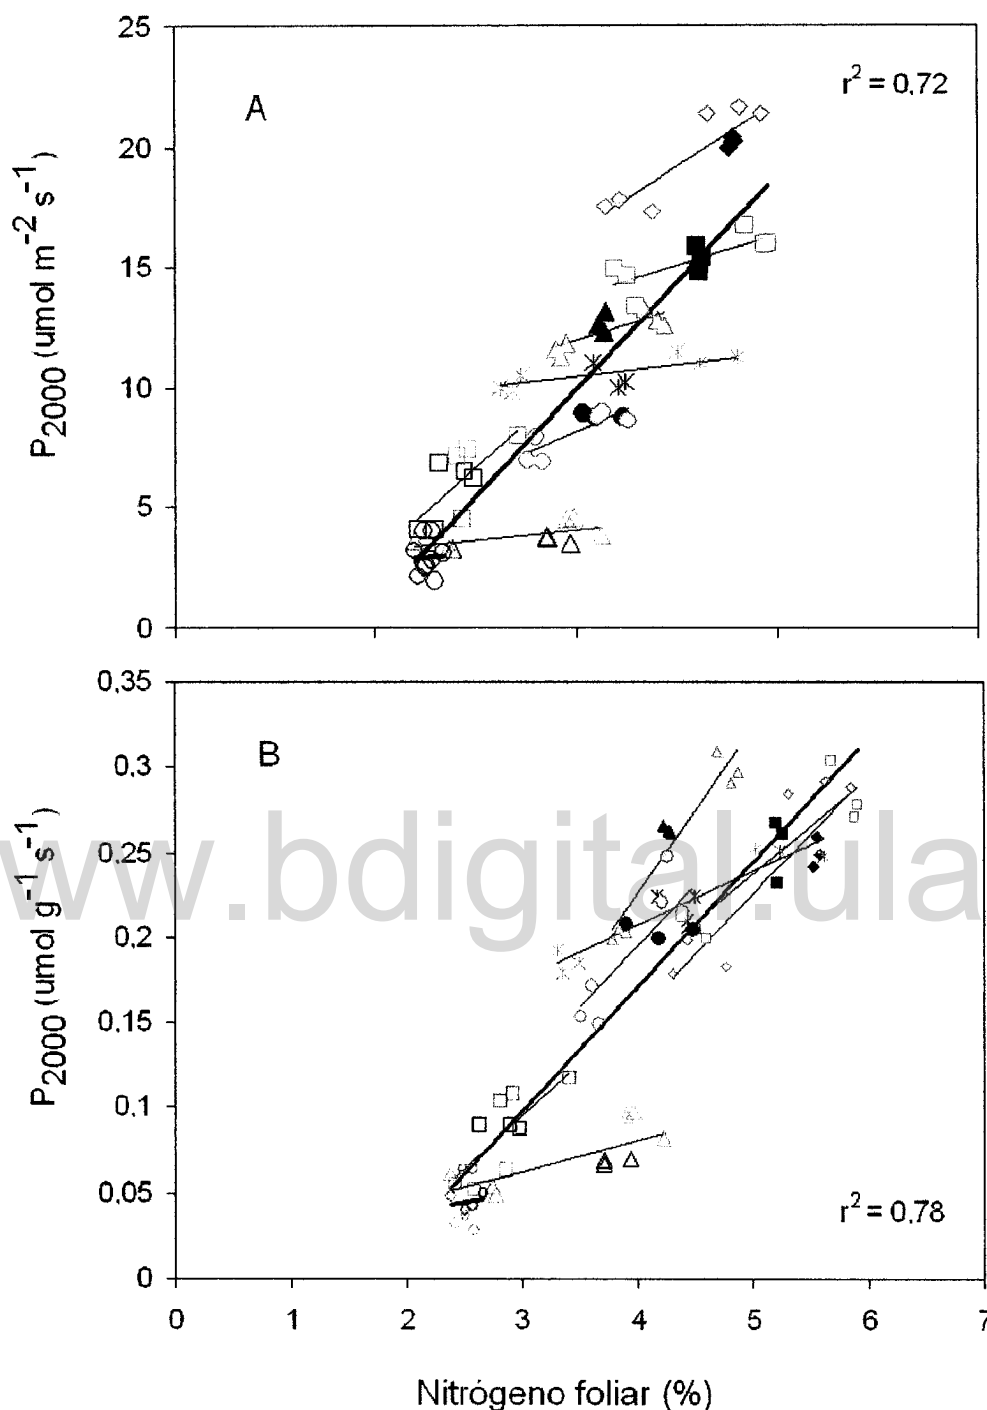 25
A
r² = 0,72
20
15
10
5
0
P2000 (umol m⁻² s⁻¹)
0,35
B
0,3
0,25
0,2
0,15
0,1
0,05
0
P2000 (umol g⁻¹ s⁻¹)
r² = 0,78
ww.bdigital.ula
0 1 2 3 4 5 6 7
Nitrógeno foliar (%)